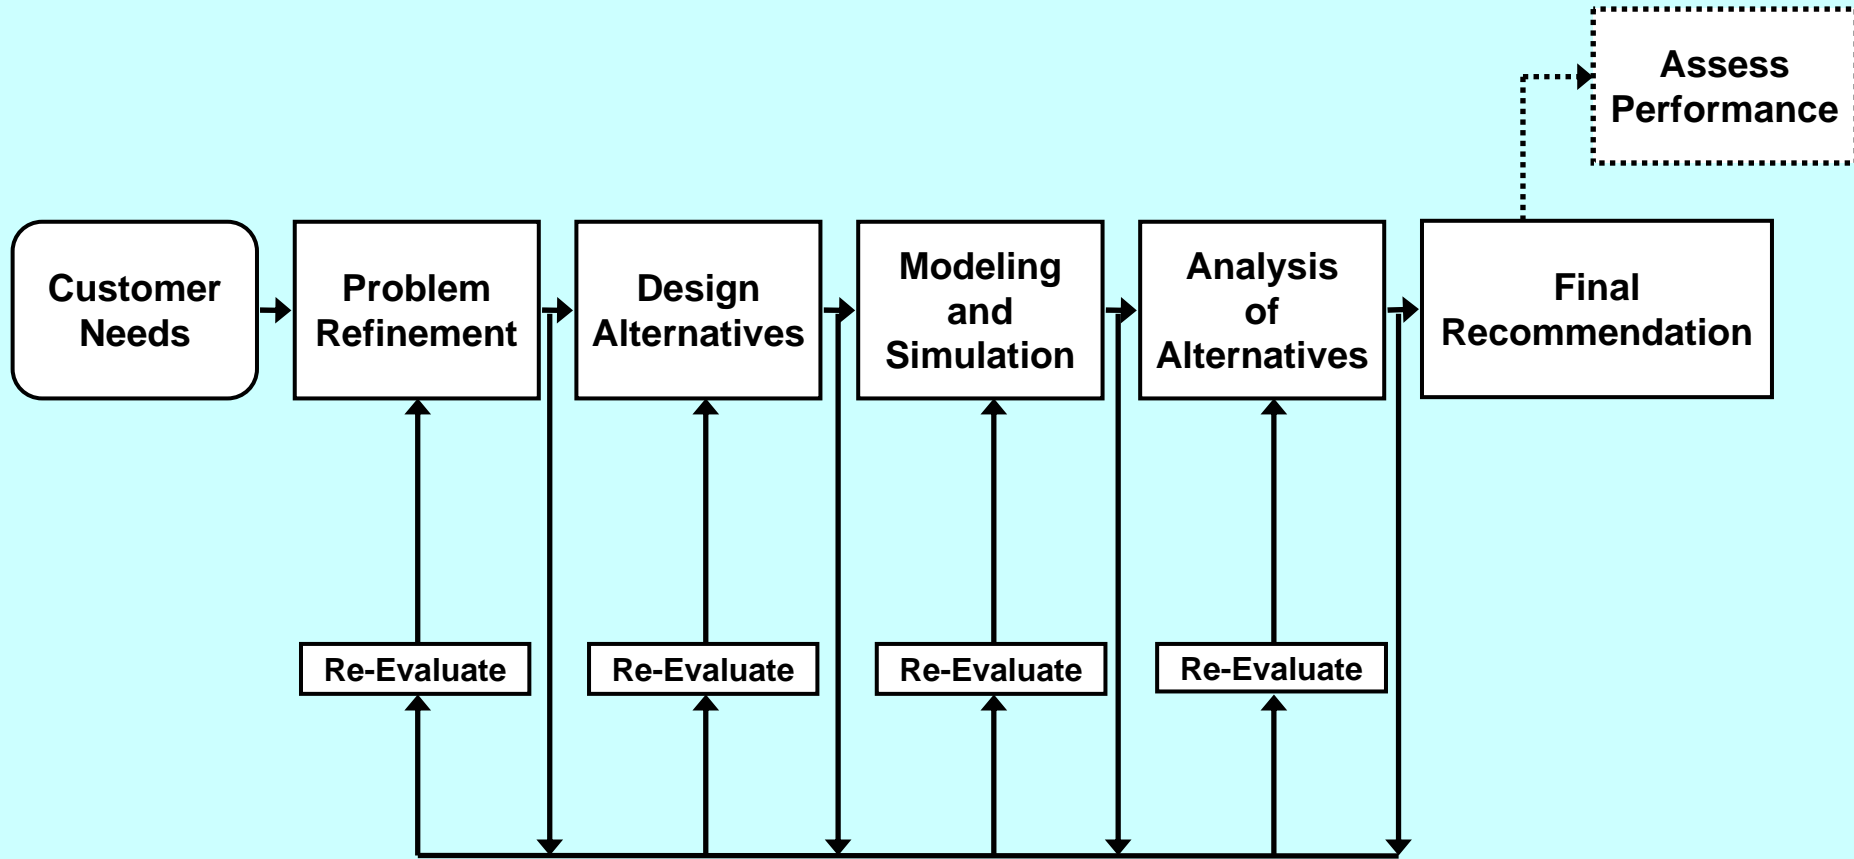 Assess
Performance
Customer
Needs
Problem
Refinement
Design
Alternatives
Modeling
and
Simulation
Analysis
of
Alternatives
Final
Recommendation
Re-Evaluate
Re-Evaluate
Re-Evaluate
Re-Evaluate